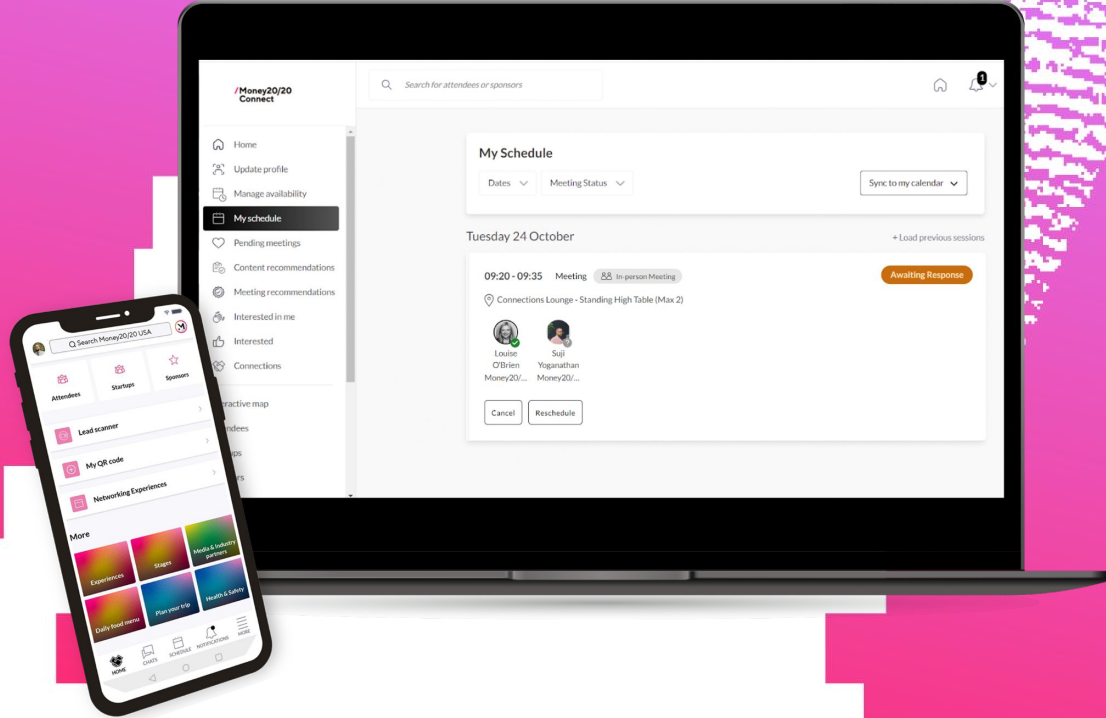 /Money20/20
Connect
Search for attendees or sponsors
1
Home
Update profile
Manage availability
My schedule
Pending meetings
Content recommendations
Meeting recommendations
Interested in me
Interested
Connections
My Schedule
Dates
Meeting Status
Sync to my calendar
Tuesday 24 October
+ Load previous sessions
09:20 - 09:35 Meeting In-person Meeting
Awaiting Response
Connections Lounge - Standing High Table (Max 2)
Louise
O'Brien
Money20/...
Suji
Yoganathan
Money20/...
Cancel
Reschedule
Search Money20/20 USA
M
Attendees
Startups
Sponsors
Lead scanner
My QR code
Networking Experiences
More
Experiences
Stages
Media & Industry
partners
Daily food menu
Plan your trip
Health & Safety
HOME
CHATS
SCHEDULE
NOTIFICATIONS
MORE